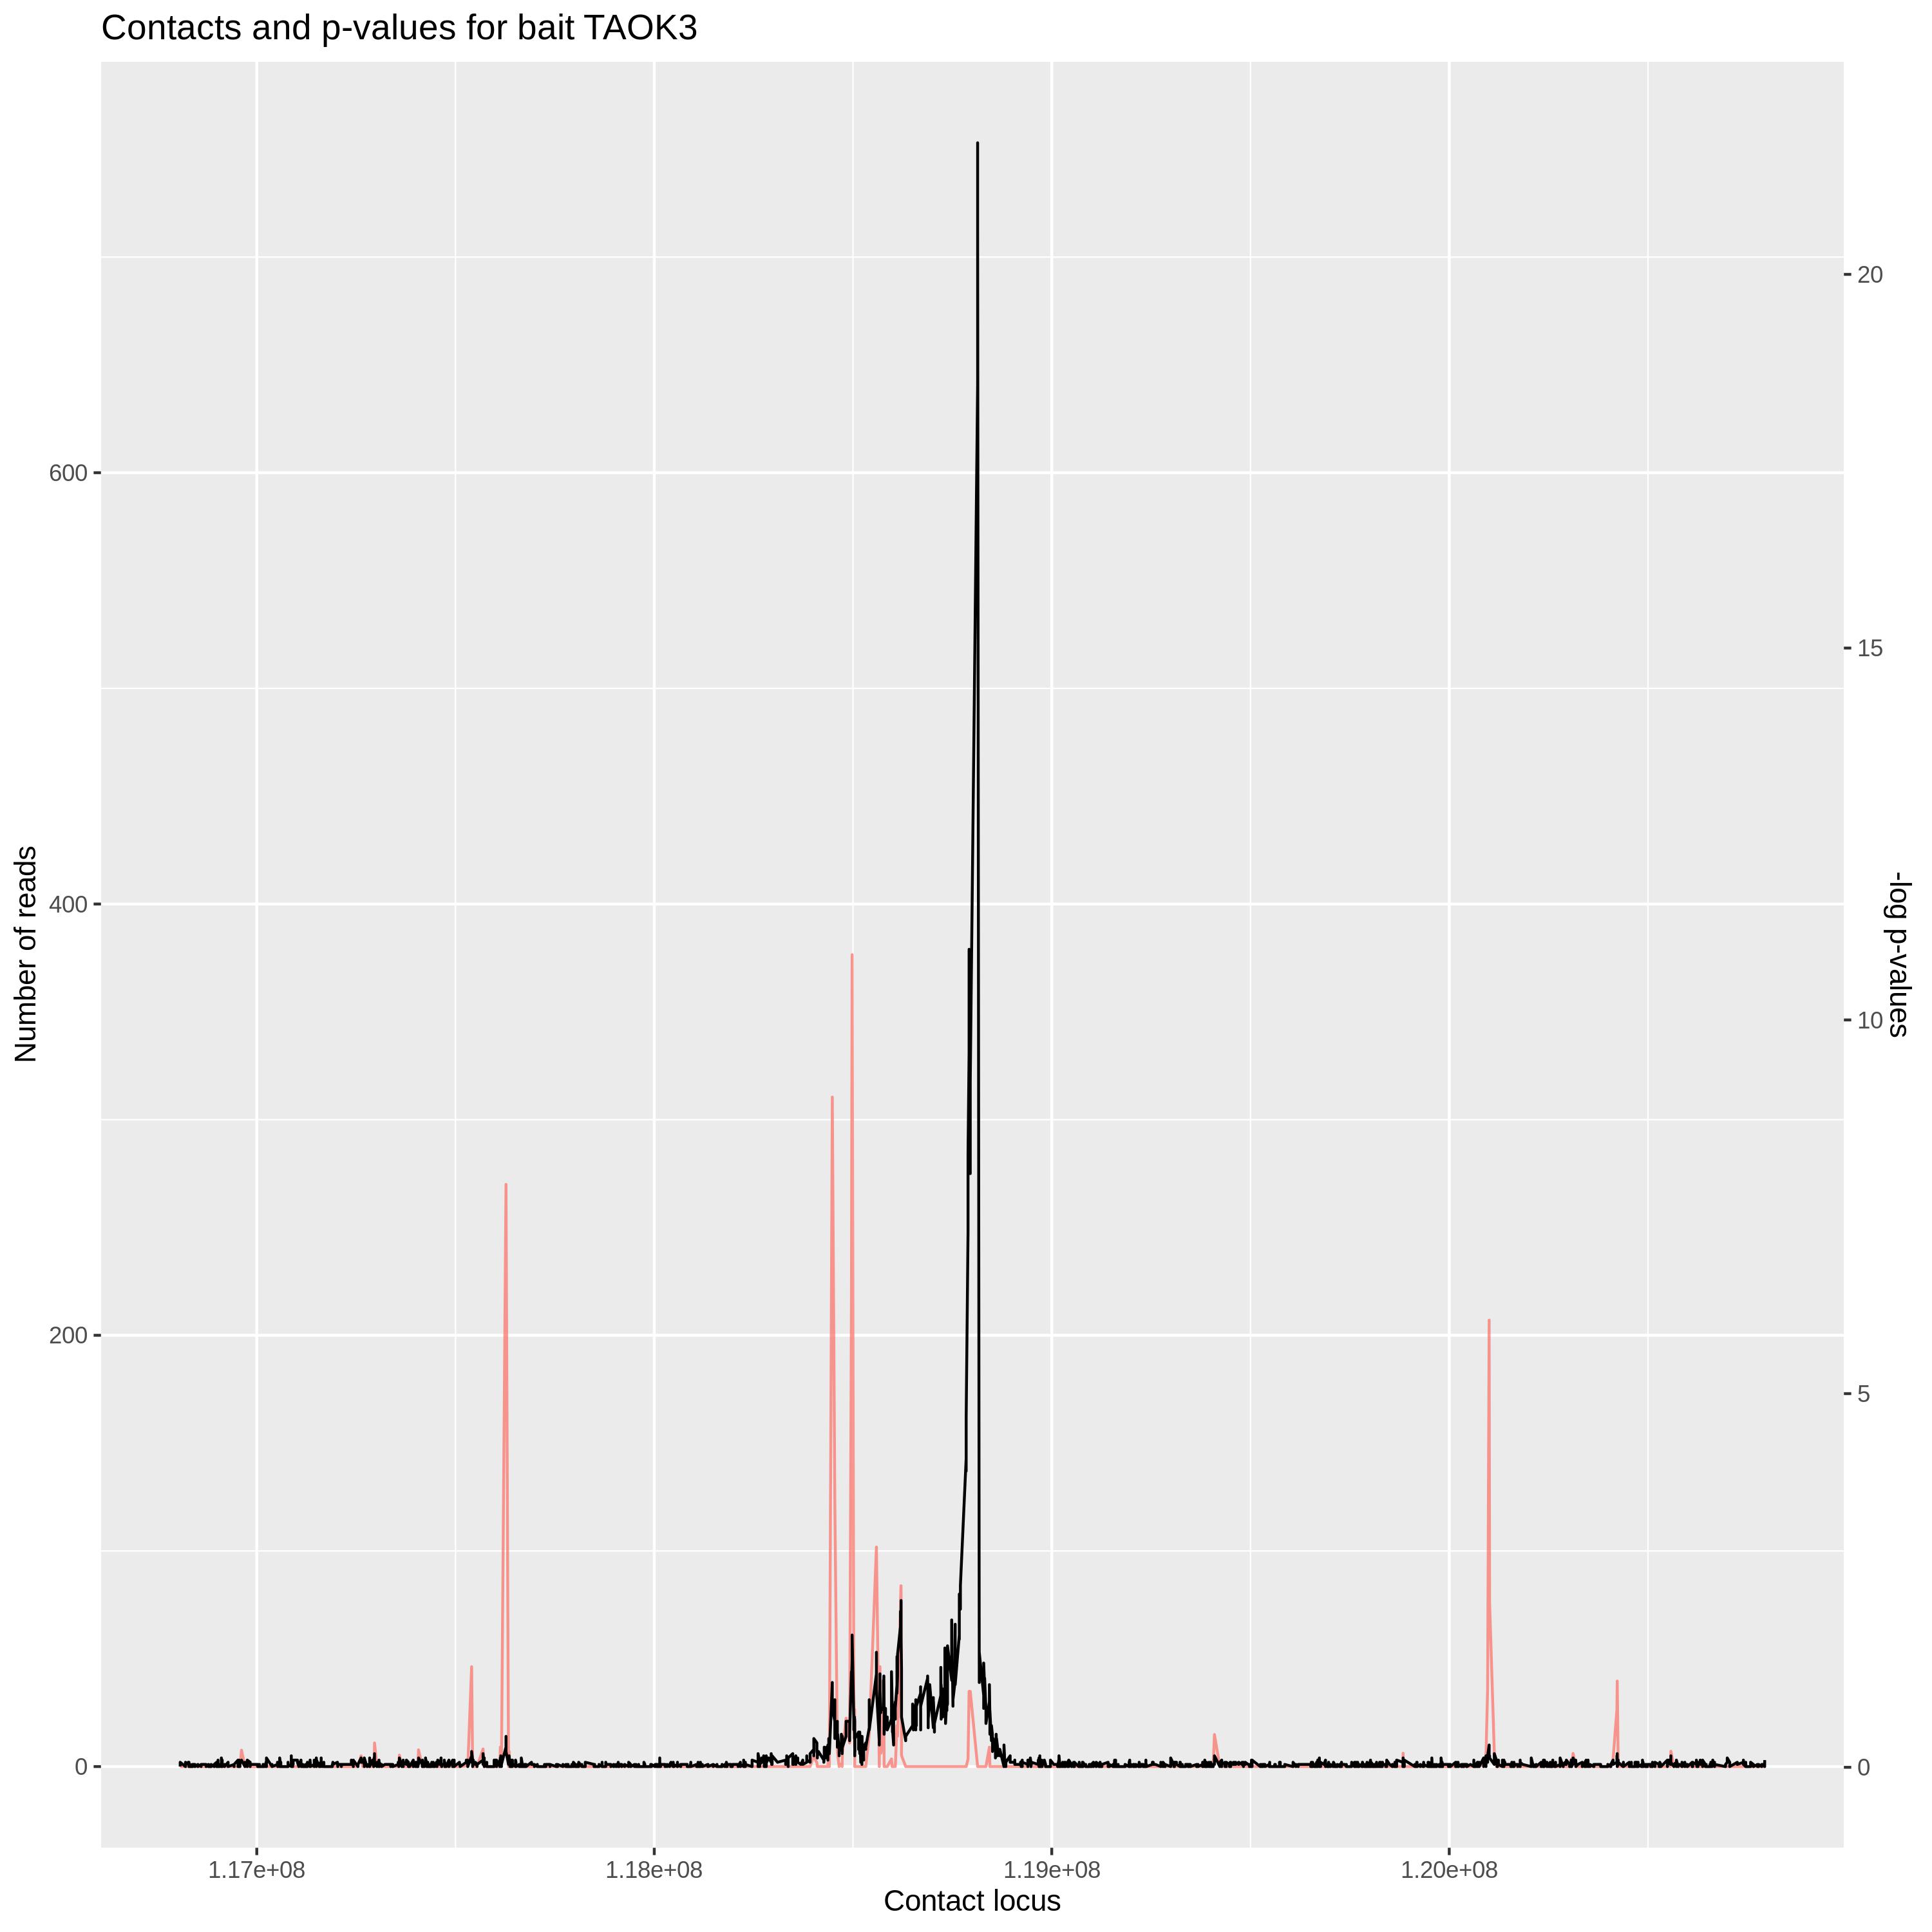 Contacts and p-values for bait TAOK3
Number of reads
600
400
200
0
20
15
10
5
0
-log p-values
1.17e+08
1.18e+08
1.19e+08
1.20e+08
Contact locus